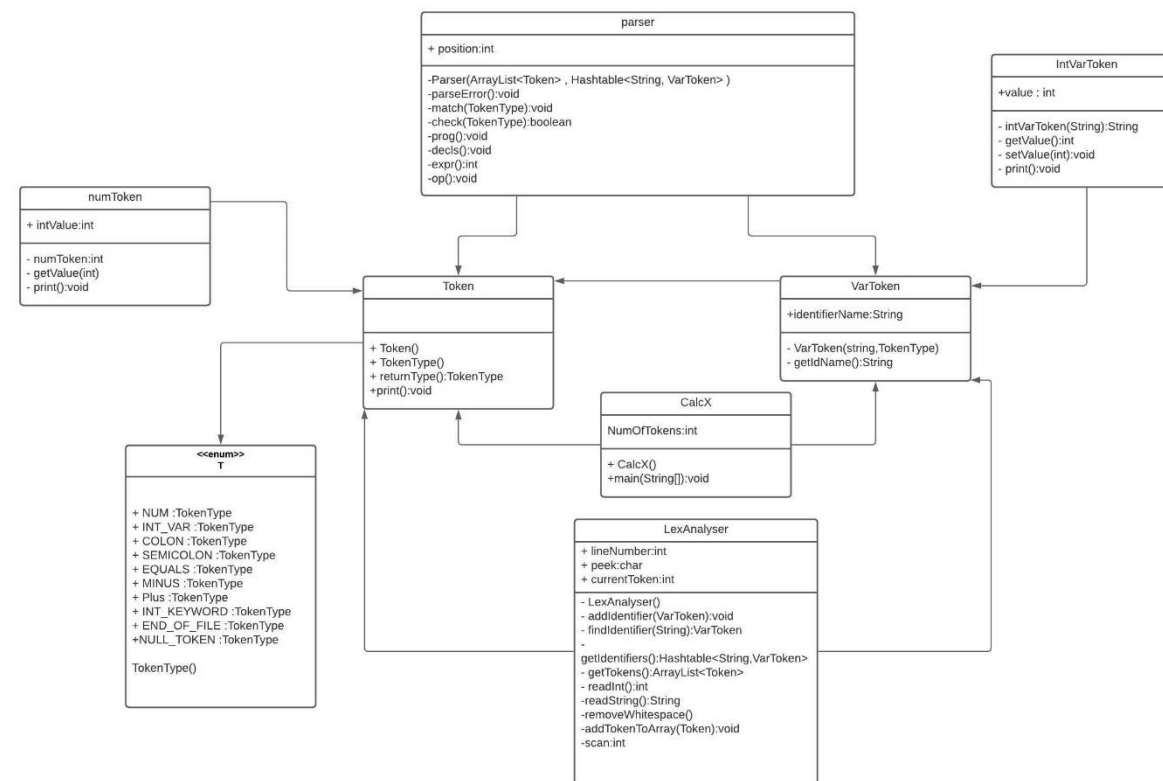 parser
+ position:int
-Parser(ArrayList<Token> , Hashtable<String, VarToken> )
-parseError():void
-match(TokenType):void
-check(TokenType):boolean
-prog():void
-decls():void
-expr():int
-op():void
IntVarToken
+value : int
- intVarToken(String):String
- getValue():int
- setValue(int):void
- print():void
numToken
+ intValue:int
- numToken:int
- getValue(int)
- print():void
Token
+ Token()
+ TokenType()
+ returnType():TokenType
+print():void
VarToken
+identifierName:String
- VarToken(string,TokenType)
- getIdName():String
CalcX
NumOfTokens:int
+ CalcX()
+main(String[]):void
<<enum>>
T
+ NUM :TokenType
+ INT_VAR :TokenType
+ COLON :TokenType
+ SEMICOLON :TokenType
+ EQUALS :TokenType
+ MINUS :TokenType
+ Plus :TokenType
+ INT_KEYWORD :TokenType
+ END_OF_FILE :TokenType
+NULL_TOKEN :TokenType
TokenType()
LexAnalyser
+ lineNumber:int
+ peek:char
+ currentToken:int
- LexAnalyser()
- addIdentifier(VarToken):void
- findIdentifier(String):VarToken
-
getIdentifiers():Hashtable<String,VarToken>
- getTokens():ArrayList<Token>
- readInt():int
-readString():String
-removeWhitespace()
-addTokenToArray(Token):void
-scan:int